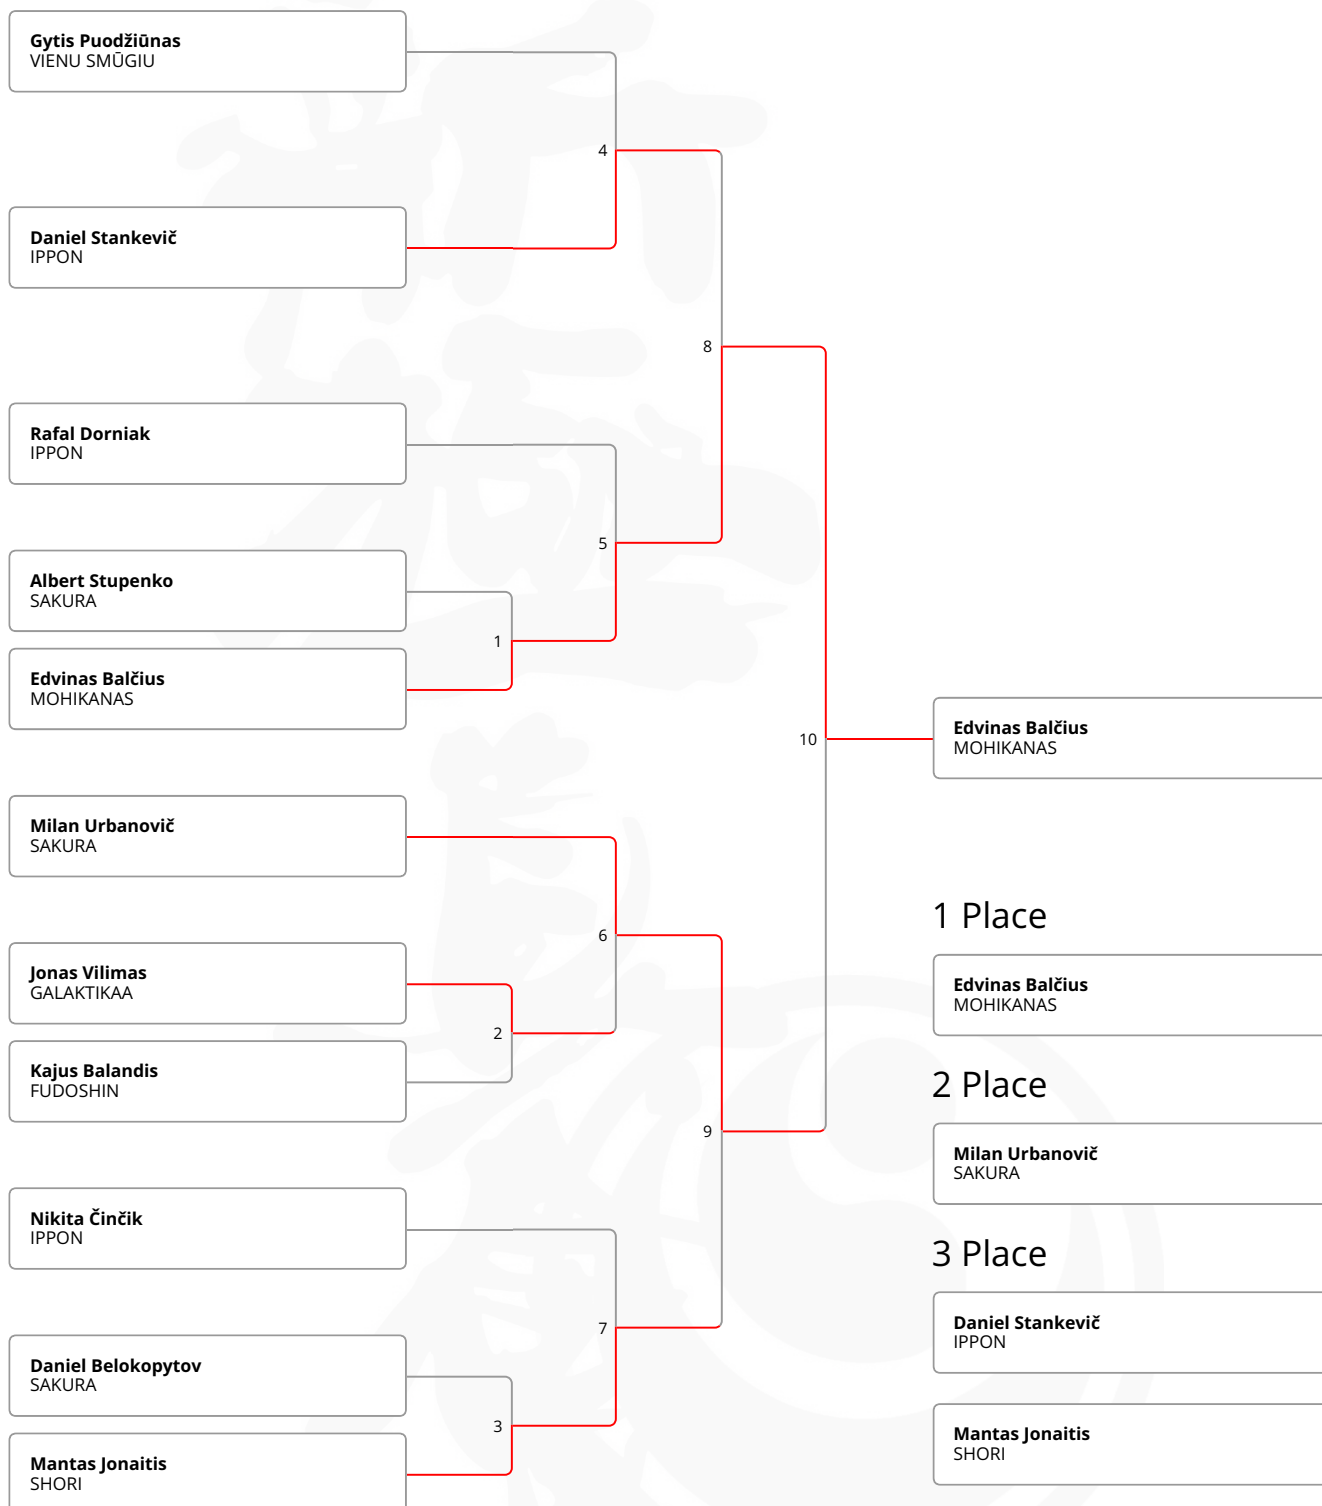 Gytis Puodžiūnas
VIENU SMŪGIU
4
Daniel Stankevič
IPPON
8
Rafal Dorniak
IPPON
5
Albert Stupenko
SAKURA
1
Edvinas Balčius
MOHIKANAS
Edvinas Balčius
MOHIKANAS
10
Milan Urbanovič
SAKURA
1 Place
6
Jonas Vilimas
GALAKTIKAA
Edvinas Balčius
MOHIKANAS
2
Kajus Balandis
FUDOSHIN
2 Place
9
Milan Urbanovič
SAKURA
Nikita Činčik
IPPON
3 Place
7
Daniel Stankevič
IPPON
Daniel Belokopytov
SAKURA
3
Mantas Jonaitis
SHORI
Mantas Jonaitis
SHORI